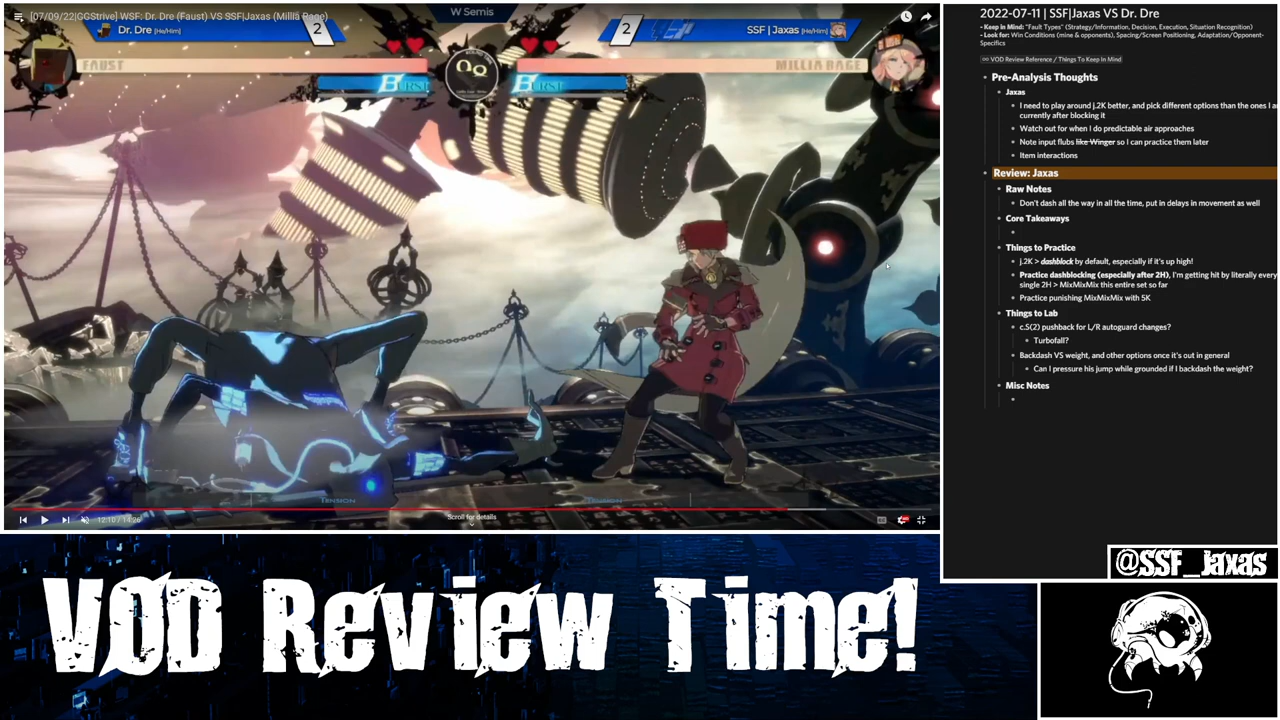 [07/09/22|GGStrive] WSF: Dr. Dre (Faust) VS SSF|Jaxas (Millia Rage)
W Semis
Dr. Dre [He/Him] 2
2 SSF | Jaxas [He/Him]
FAUST
MILLIA RAGE
BURST
BURST
TENSION
TENSION
12:10 / 14:26
Scroll for details
2022-07-11 | SSF|Jaxas VS Dr. Dre
- Keep in Mind: "Fault Types" (Strategy/Information, Decision, Execution, Situation Recognition)
- Look for: Win Conditions (mine & opponents), Spacing/Screen Positioning, Adaptation/Opponent-
Specifics
VOD Review Reference / Things To Keep In Mind
Pre-Analysis Thoughts
Jaxas
I need to play around j.2K better, and pick different options than the ones I a
currently after blocking it
Watch out for when I do predictable air approaches
Note input flubs like Winger so I can practice them later
Item interactions
Review: Jaxas
Raw Notes
Don't dash all the way in all the time, put in delays in movement as well
Core Takeaways
Things to Practice
j.2K > dashblock by default, especially if it's up high!
Practice dashblocking (especially after 2H), I'm getting hit by literally every
single 2H > MixMixMix this entire set so far
Practice punishing MixMixMix with 5K
Things to Lab
c.S(2) pushback for L/R autoguard changes?
Turbofall?
Backdash VS weight, and other options once it's out in general
Can I pressure his jump while grounded if I backdash the weight?
Misc Notes
@SSF_Jaxas
VOD Review Time!